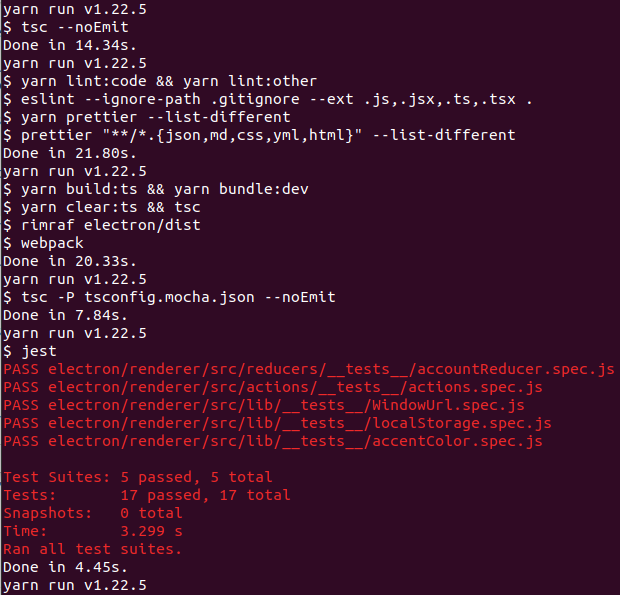 yarn run v1.22.5
$ tsc --noEmit
Done in 14.34s.
yarn run v1.22.5
$ yarn lint:code && yarn lint:other
$ eslint --ignore-path .gitignore --ext .js,.jsx,.ts,.tsx .
$ yarn prettier --list-different
$ prettier "**/*.{json,md,css,yml,html}" --list-different
Done in 21.80s.
yarn run v1.22.5
$ yarn build:ts && yarn bundle:dev
$ yarn clear:ts && tsc
$ rimraf electron/dist
$ webpack
Done in 20.33s.
yarn run v1.22.5
$ tsc -P tsconfig.mocha.json --noEmit
Done in 7.84s.
yarn run v1.22.5
$ jest
PASS electron/renderer/src/reducers/__tests__/accountReducer.spec.js
PASS electron/renderer/src/actions/__tests__/actions.spec.js
PASS electron/renderer/src/lib/__tests__/WindowUrl.spec.js
PASS electron/renderer/src/lib/__tests__/localStorage.spec.js
PASS electron/renderer/src/lib/__tests__/accentColor.spec.js

Test Suites: 5 passed, 5 total
Tests:       17 passed, 17 total
Snapshots:   0 total
Time:        3.299 s
Ran all test suites.
Done in 4.45s.
yarn run v1.22.5